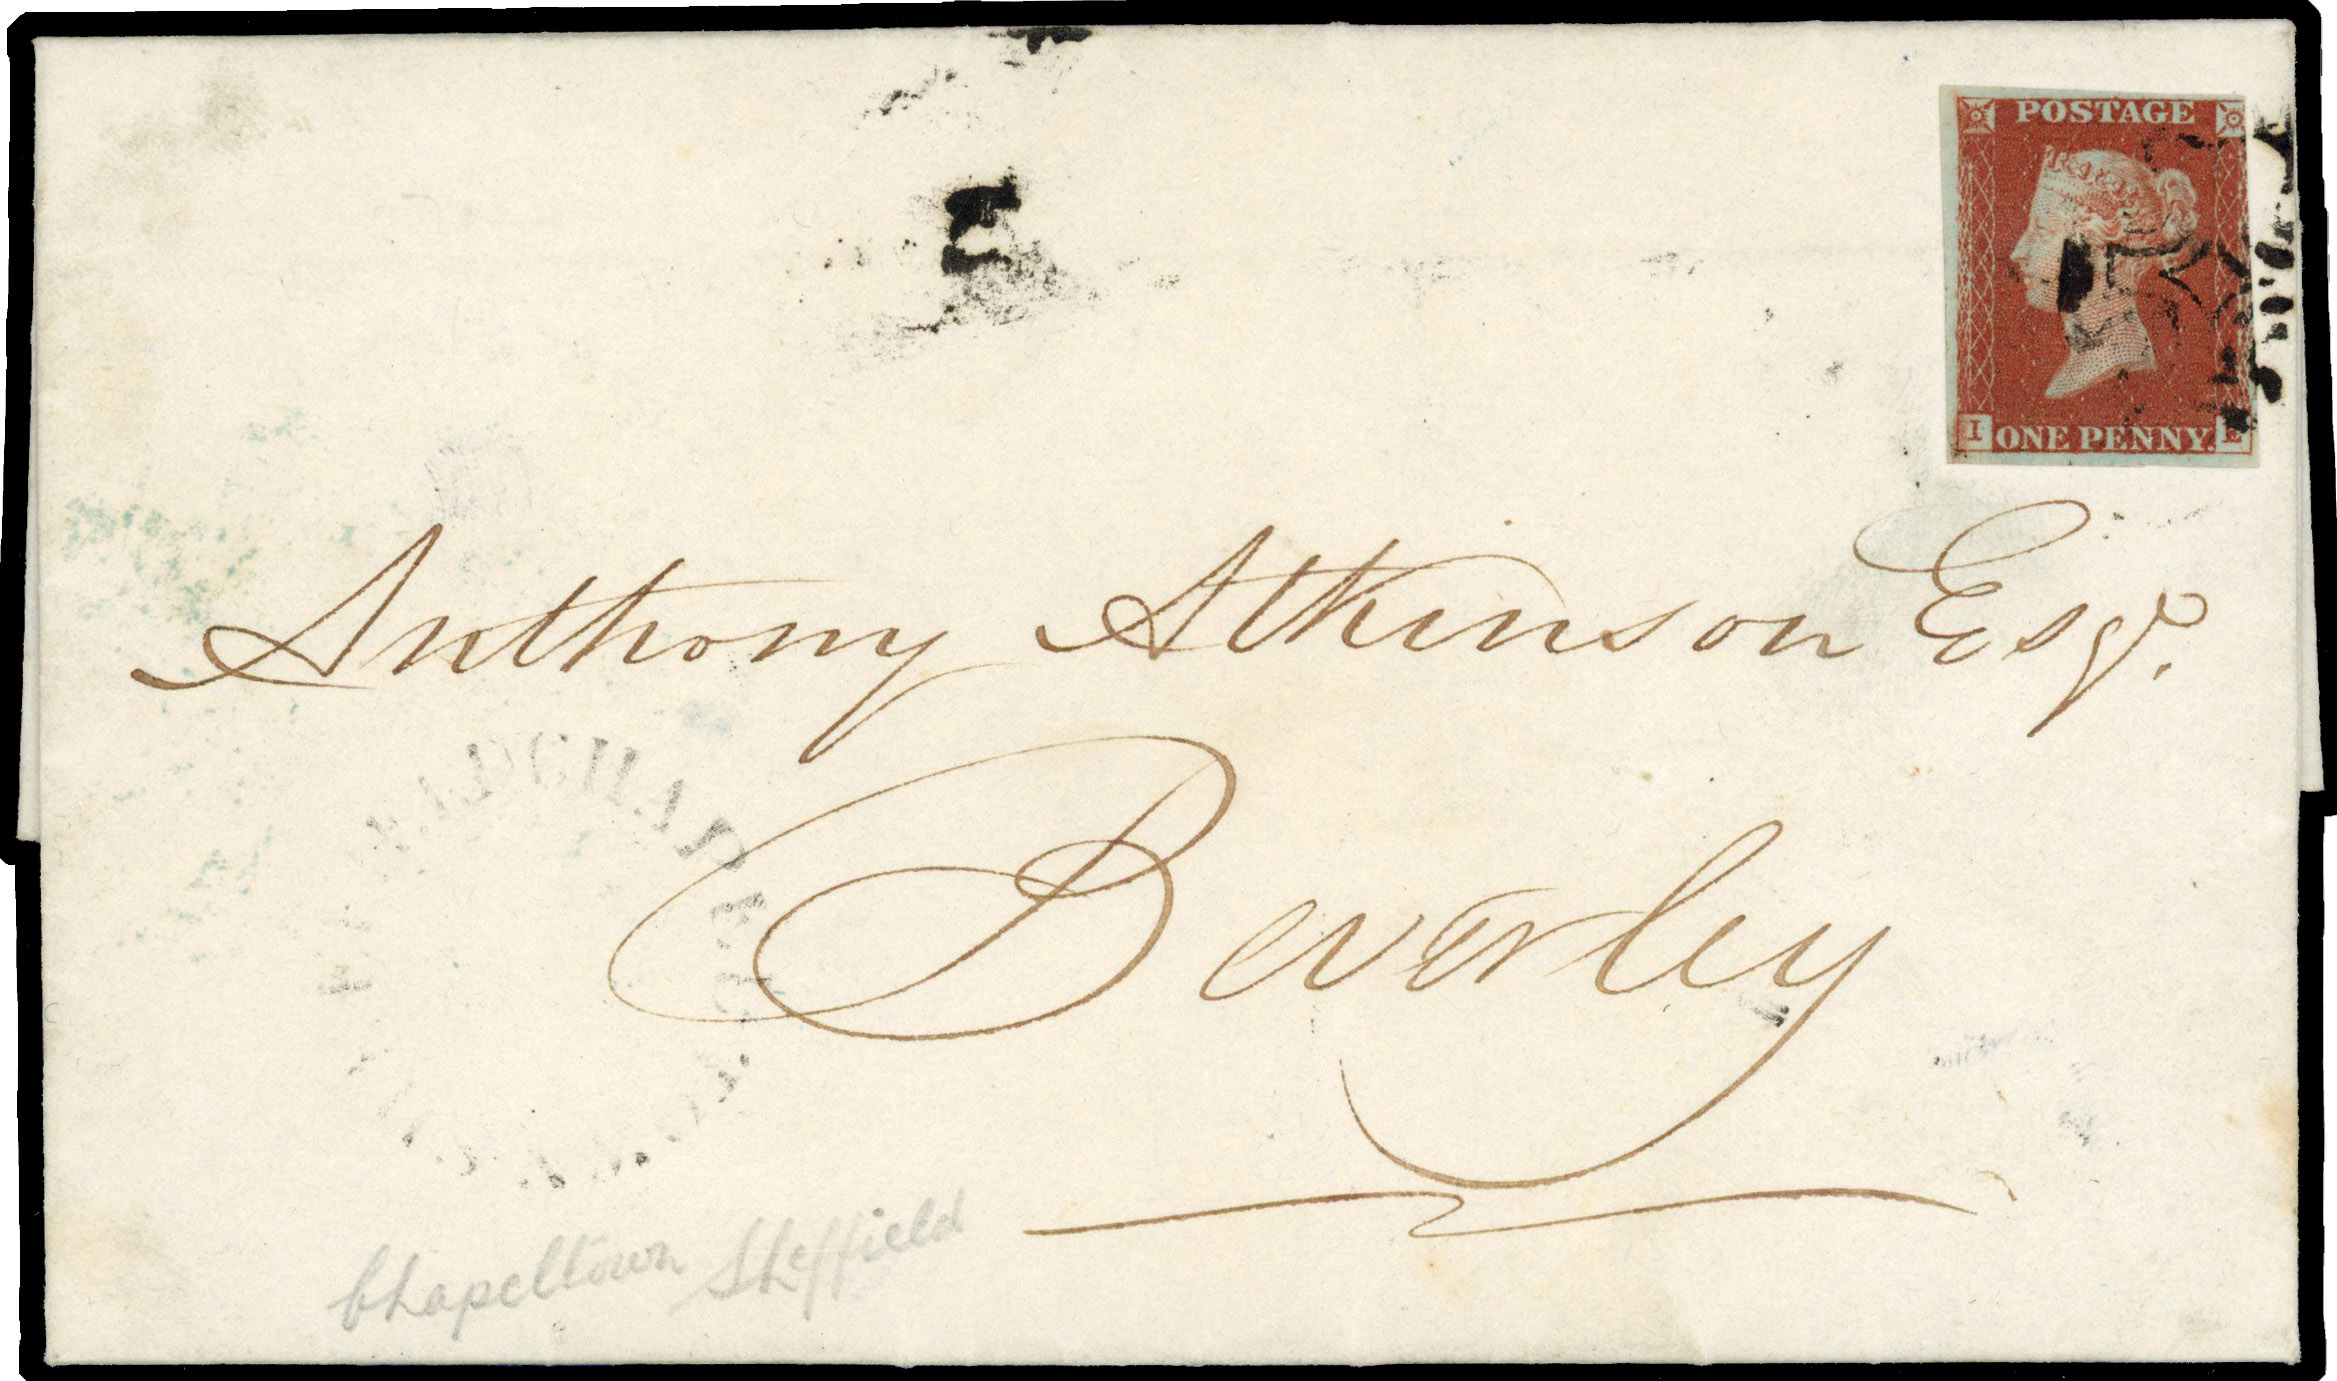 POSTAGE
I ONE PENNY. E
Anthony Atkinson Esqr.
Beverley
Chapeltown Sheffield